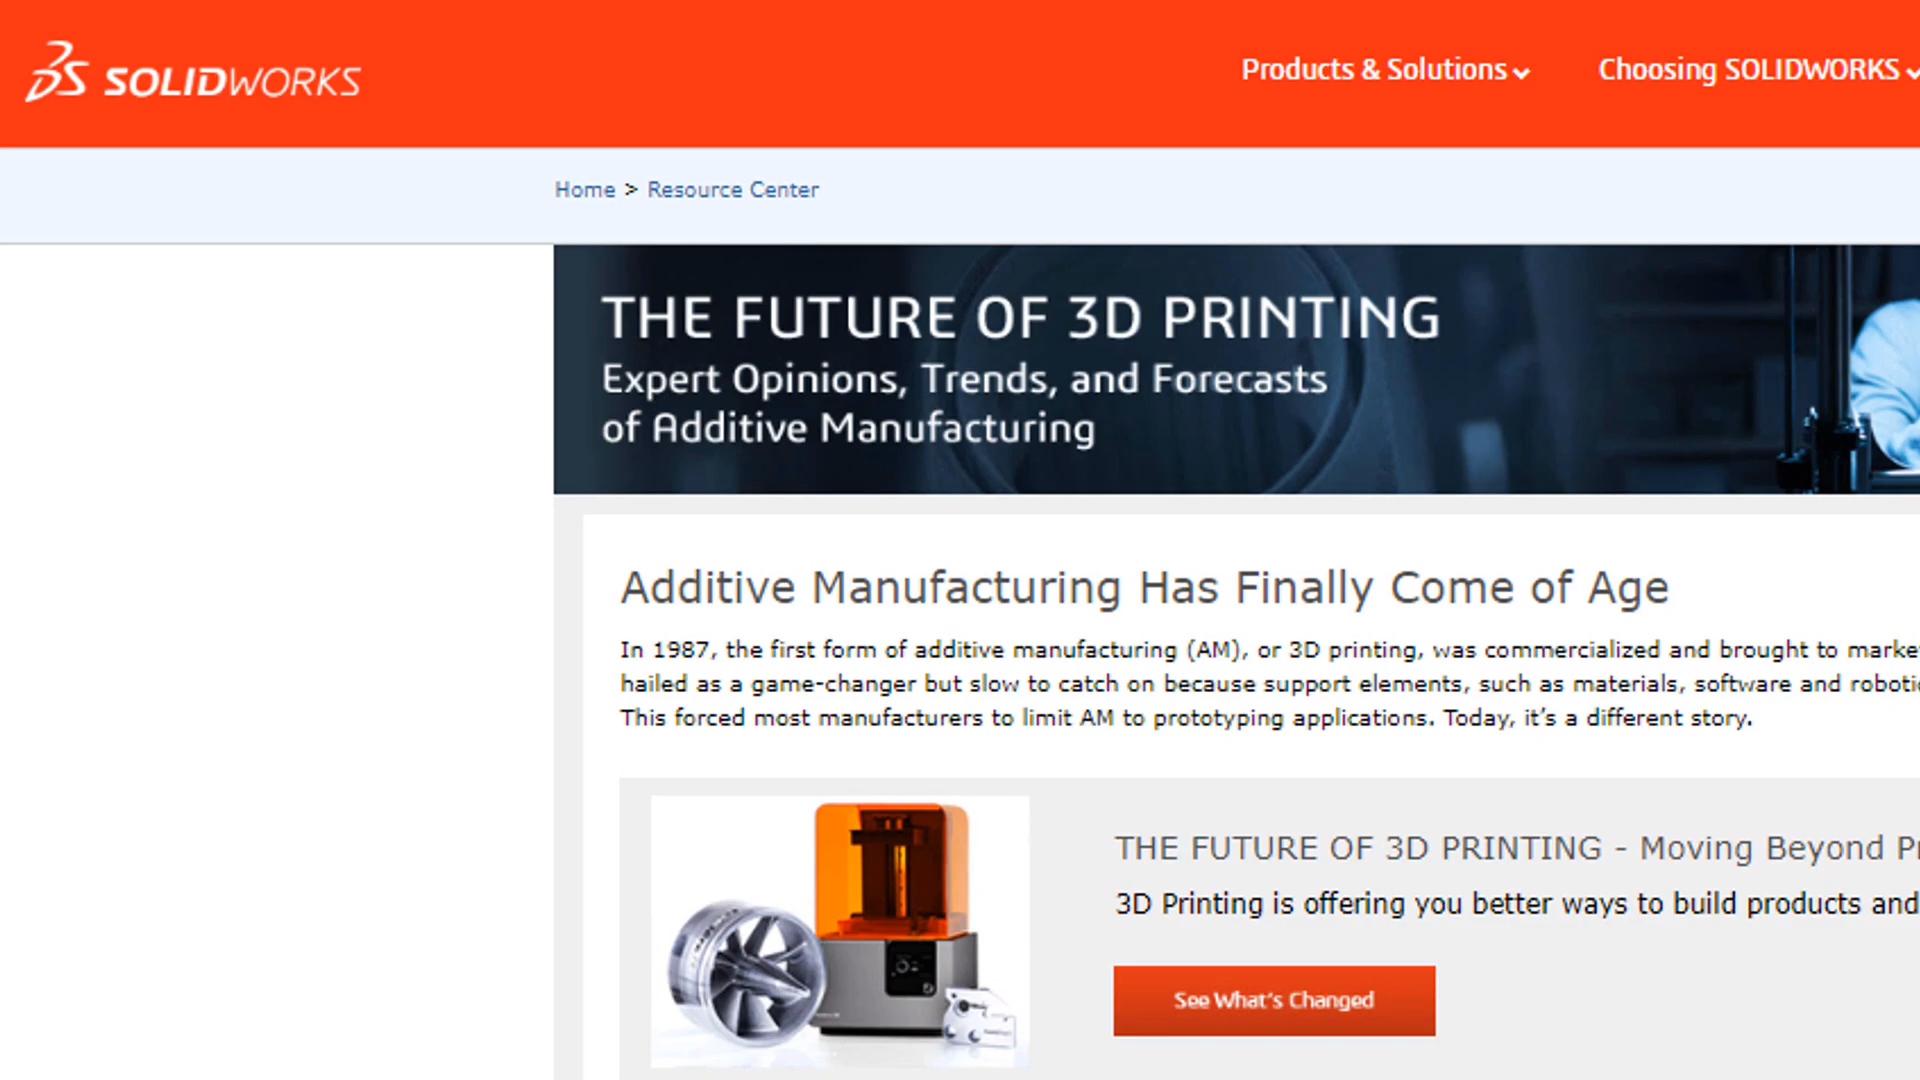 SOLIDWORKS
Products & Solutions
Choosing SOLIDWORKS
Home > Resource Center
THE FUTURE OF 3D PRINTING
Expert Opinions, Trends, and Forecasts
of Additive Manufacturing
Additive Manufacturing Has Finally Come of Age
In 1987, the first form of additive manufacturing (AM), or 3D printing, was commercialized and brought to
hailed as a game-changer but slow to catch on because support elements, such as materials, software and
This forced most manufacturers to limit AM to prototyping applications. Today, it’s a different story.
THE FUTURE OF 3D PRINTING - Moving Beyond
3D Printing is offering you better ways to build products and
See What's Changed